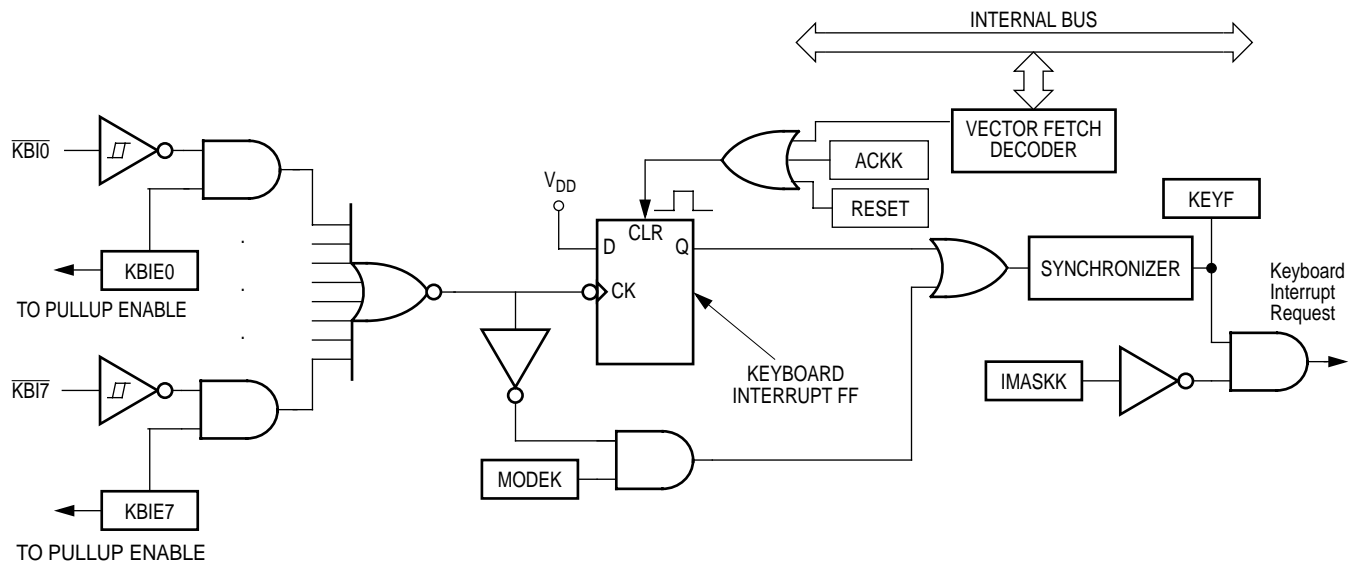 INTERNAL BUS
VECTOR FETCH
DECODER
ACKK
RESET
KBI0
KBIE0
TO PULLUP ENABLE
.
.
.
KBI7
KBIE7
TO PULLUP ENABLE
VDD
D
CLR
Q
CK
KEYBOARD
INTERRUPT FF
MODEK
SYNCHRONIZER
KEYF
IMASKK
Keyboard
Interrupt
Request